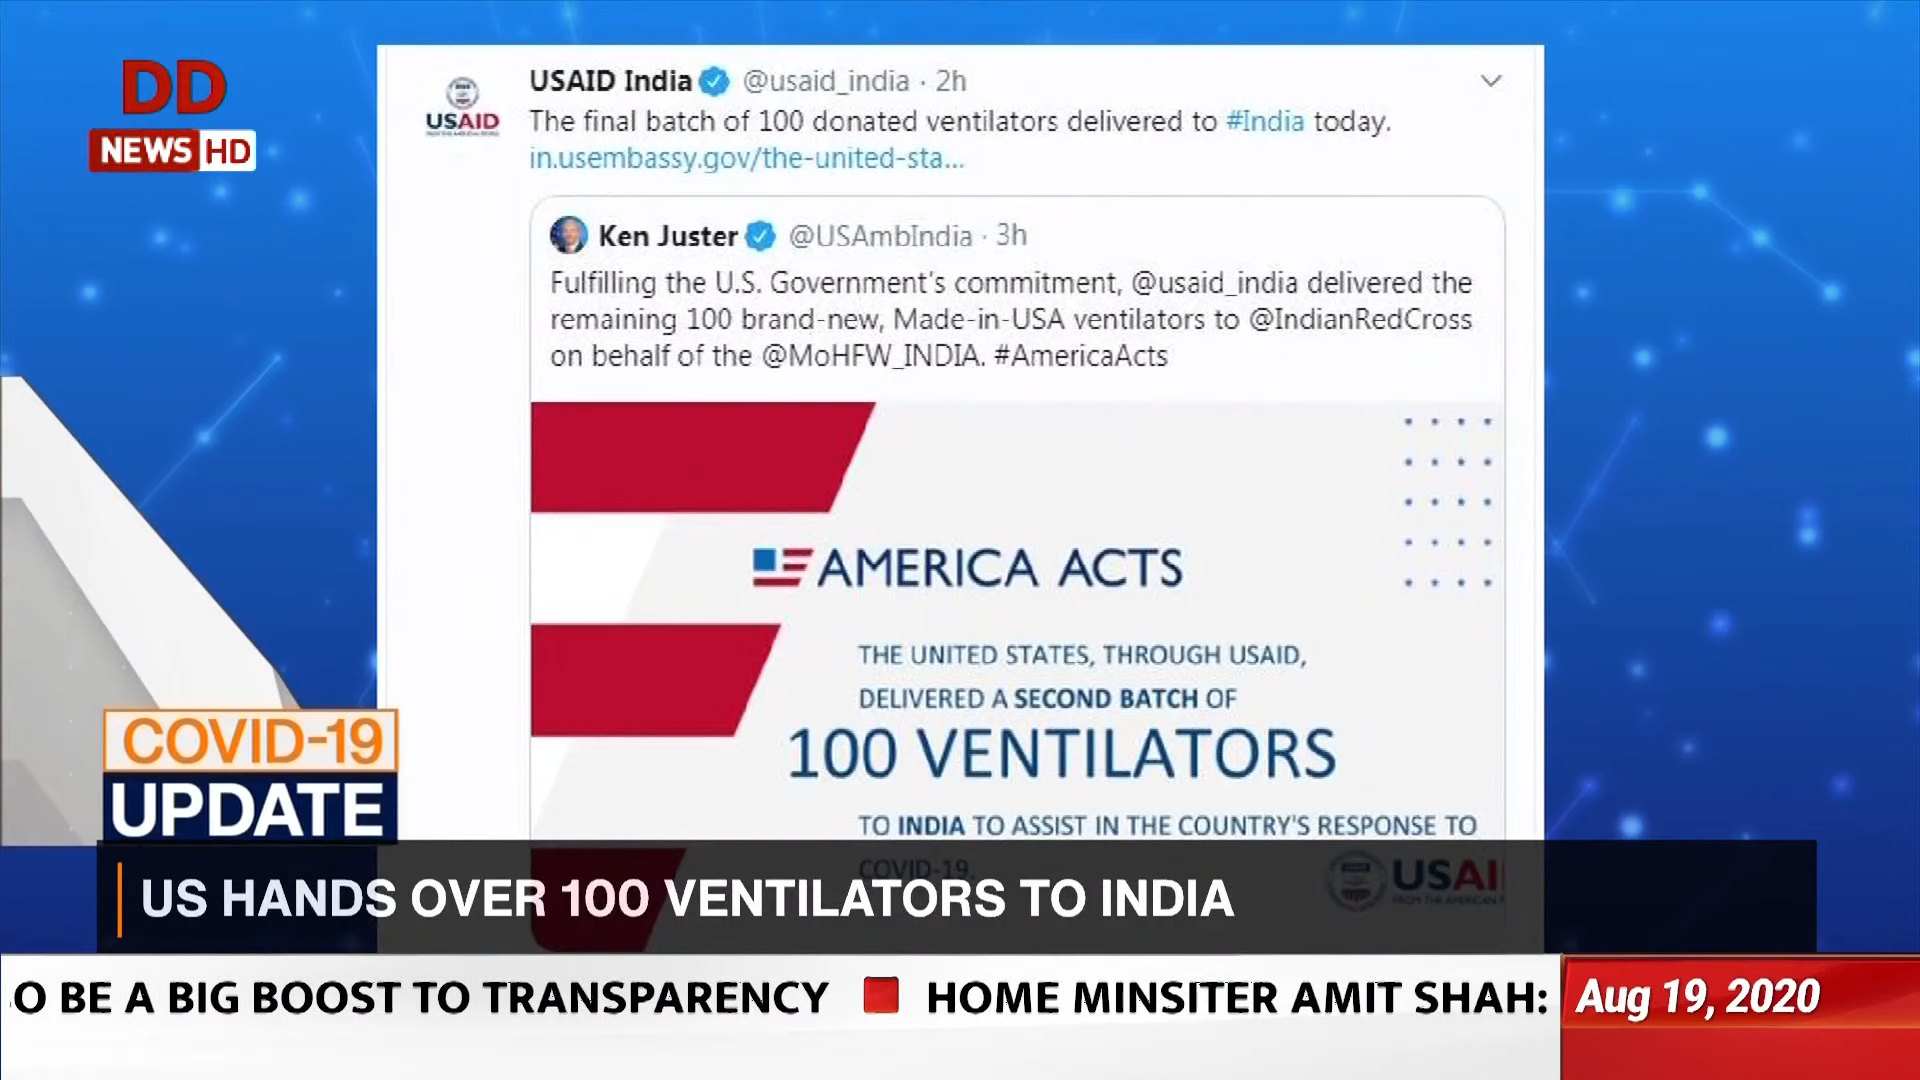 DD
NEWS HD
USAID
USAID India @usaid_india · 2h
The final batch of 100 donated ventilators delivered to #India today.
in.usembassy.gov/the-united-sta...
Ken Juster @USAmbIndia · 3h
Fulfilling the U.S. Government's commitment, @usaid_india delivered the
remaining 100 brand-new, Made-in-USA ventilators to @IndianRedCross
on behalf of the @MoHFW_INDIA. #AmericaActs
AMERICA ACTS
THE UNITED STATES, THROUGH USAID,
DELIVERED A SECOND BATCH OF
100 VENTILATORS
TO INDIA TO ASSIST IN THE COUNTRY'S RESPONSE TO
COVID-19.
USAI
COVID-19
UPDATE
US HANDS OVER 100 VENTILATORS TO INDIA
O BE A BIG BOOST TO TRANSPARENCY HOME MINSITER AMIT SHAH:
Aug 19, 2020